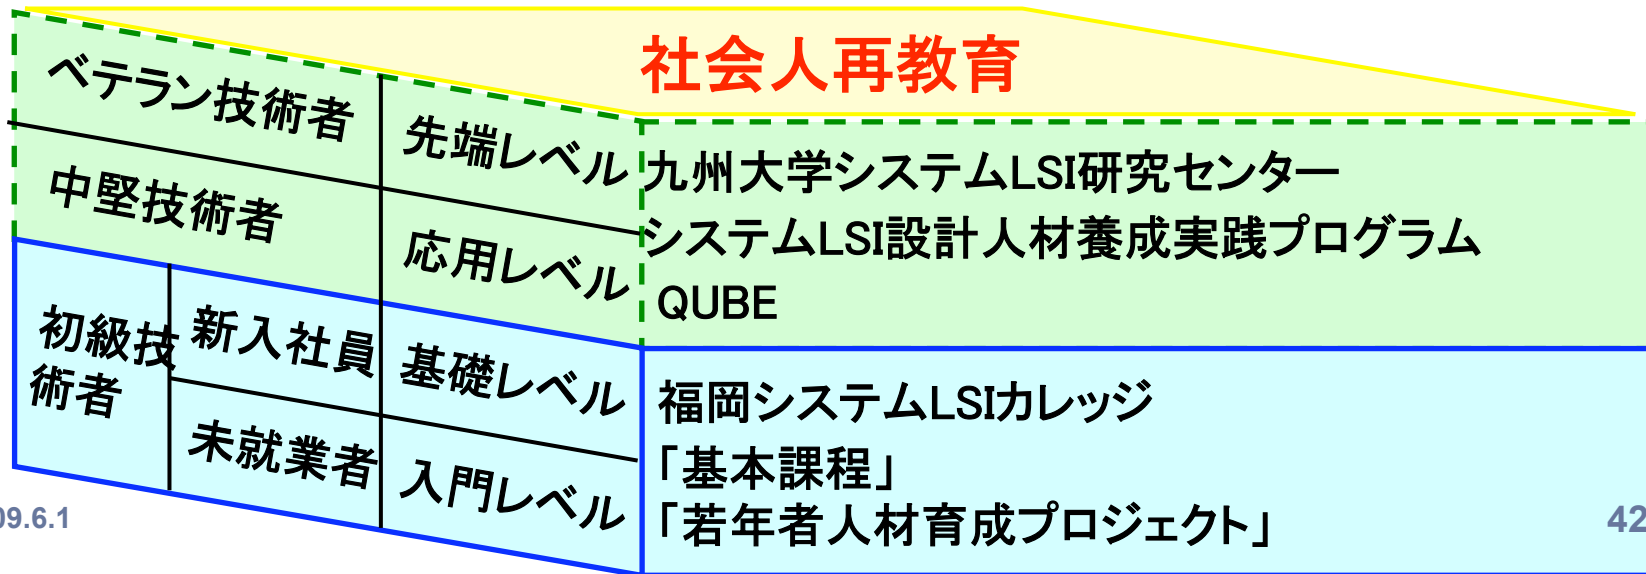 社会人再教育
ベテラン技術者
先端レベル
中堅技術者
応用レベル
九州大学システムLSI研究センター
システムLSI設計人材養成実践プログラム
QUBE
初級技
術者
新入社員
基礎レベル
未就業者
入門レベル
福岡システムLSIカレッジ
「基本課程」
「若年者人材育成プロジェクト」
09.6.1
42